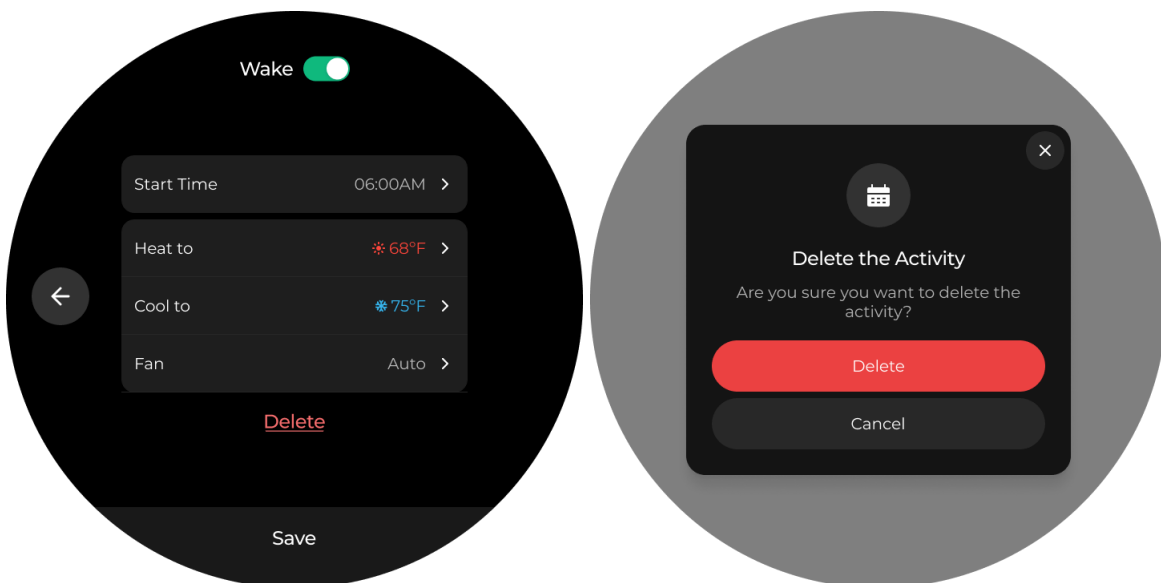 Wake
Start Time 06:00AM
Heat to 68°F
Cool to 75°F
Fan Auto
Delete
Save
Delete the Activity
Are you sure you want to delete the
activity?
Delete
Cancel